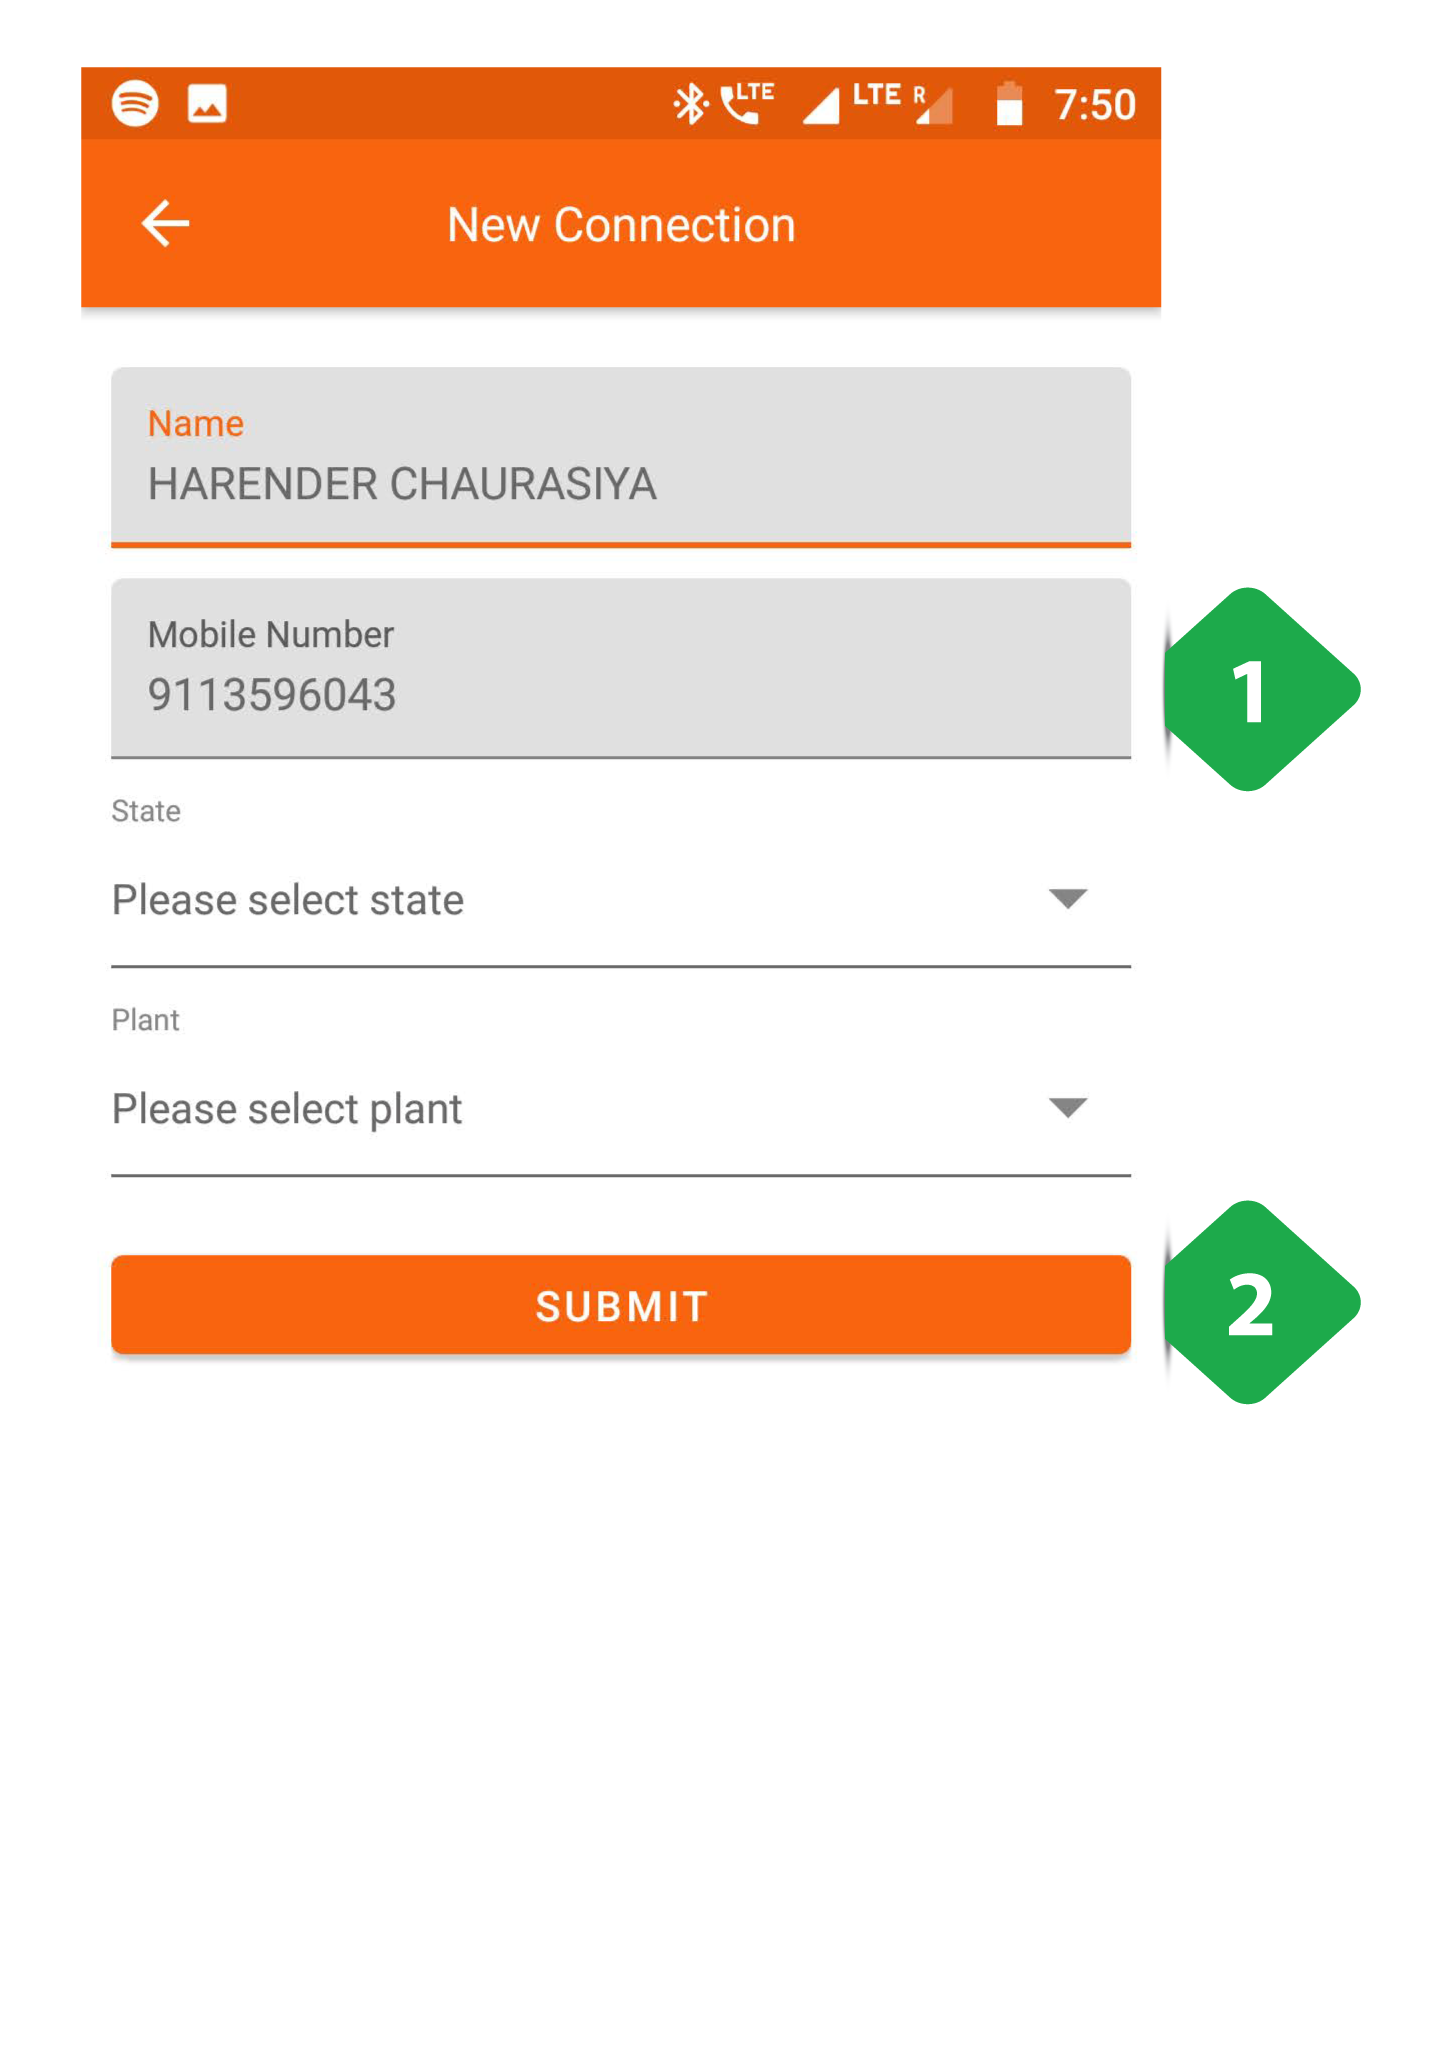 LTE LTE R 7:50
New Connection
Name
HARENDER CHAURASIYA
Mobile Number
9113596043
1
State
Please select state
Plant
Please select plant
SUBMIT
2